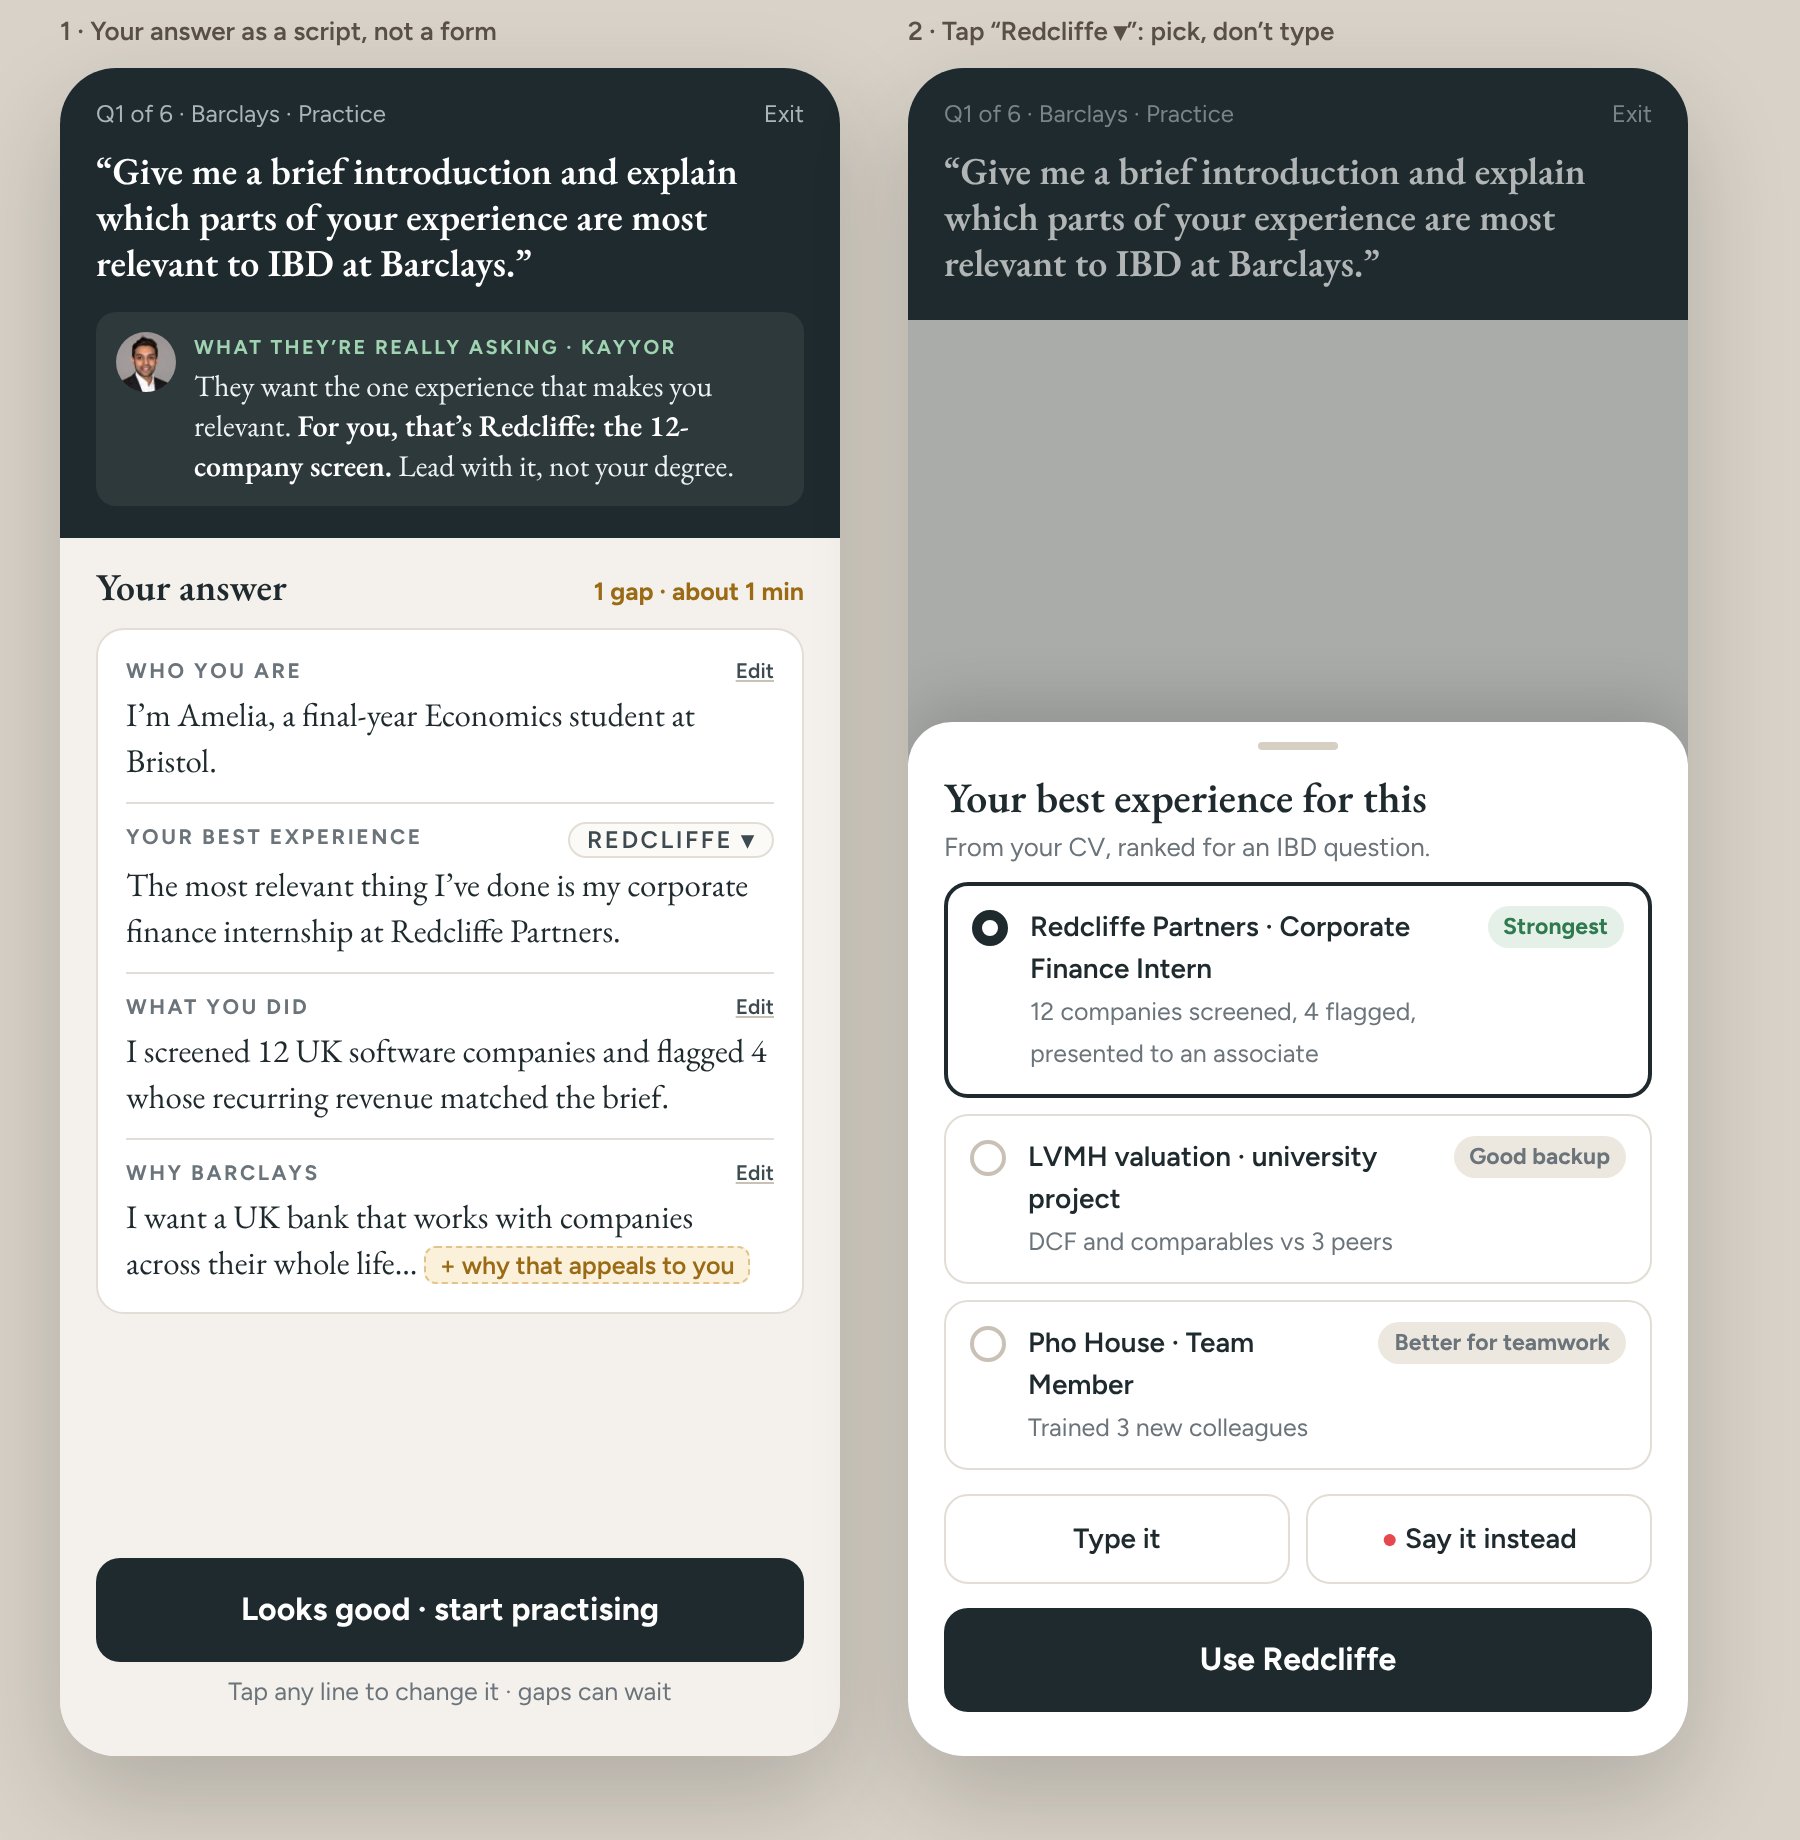 1 · Your answer as a script, not a form
Q1 of 6 · Barclays · Practice
Exit
“Give me a brief introduction and explain
which parts of your experience are most
relevant to IBD at Barclays.”
WHAT THEY’RE REALLY ASKING · KAYYOR
They want the one experience that makes you
relevant. For you, that’s Redcliffe: the 12-
company screen. Lead with it, not your degree.
Your answer
1 gap · about 1 min
WHO YOU ARE
Edit
I’m Amelia, a final-year Economics student at
Bristol.
YOUR BEST EXPERIENCE
REDCLIFFE ▼
The most relevant thing I’ve done is my corporate
finance internship at Redcliffe Partners.
WHAT YOU DID
Edit
I screened 12 UK software companies and flagged 4
whose recurring revenue matched the brief.
WHY BARCLAYS
Edit
I want a UK bank that works with companies
across their whole life… + why that appeals to you
Looks good · start practising
Tap any line to change it · gaps can wait
2 · Tap “Redcliffe ▼”: pick, don’t type
Q1 of 6 · Barclays · Practice
Exit
“Give me a brief introduction and explain
which parts of your experience are most
relevant to IBD at Barclays.”
Your best experience for this
From your CV, ranked for an IBD question.
Redcliffe Partners · Corporate
Finance Intern
Strongest
12 companies screened, 4 flagged,
presented to an associate
LVMH valuation · university
project
Good backup
DCF and comparables vs 3 peers
Pho House · Team
Member
Better for teamwork
Trained 3 new colleagues
Type it
Say it instead
Use Redcliffe